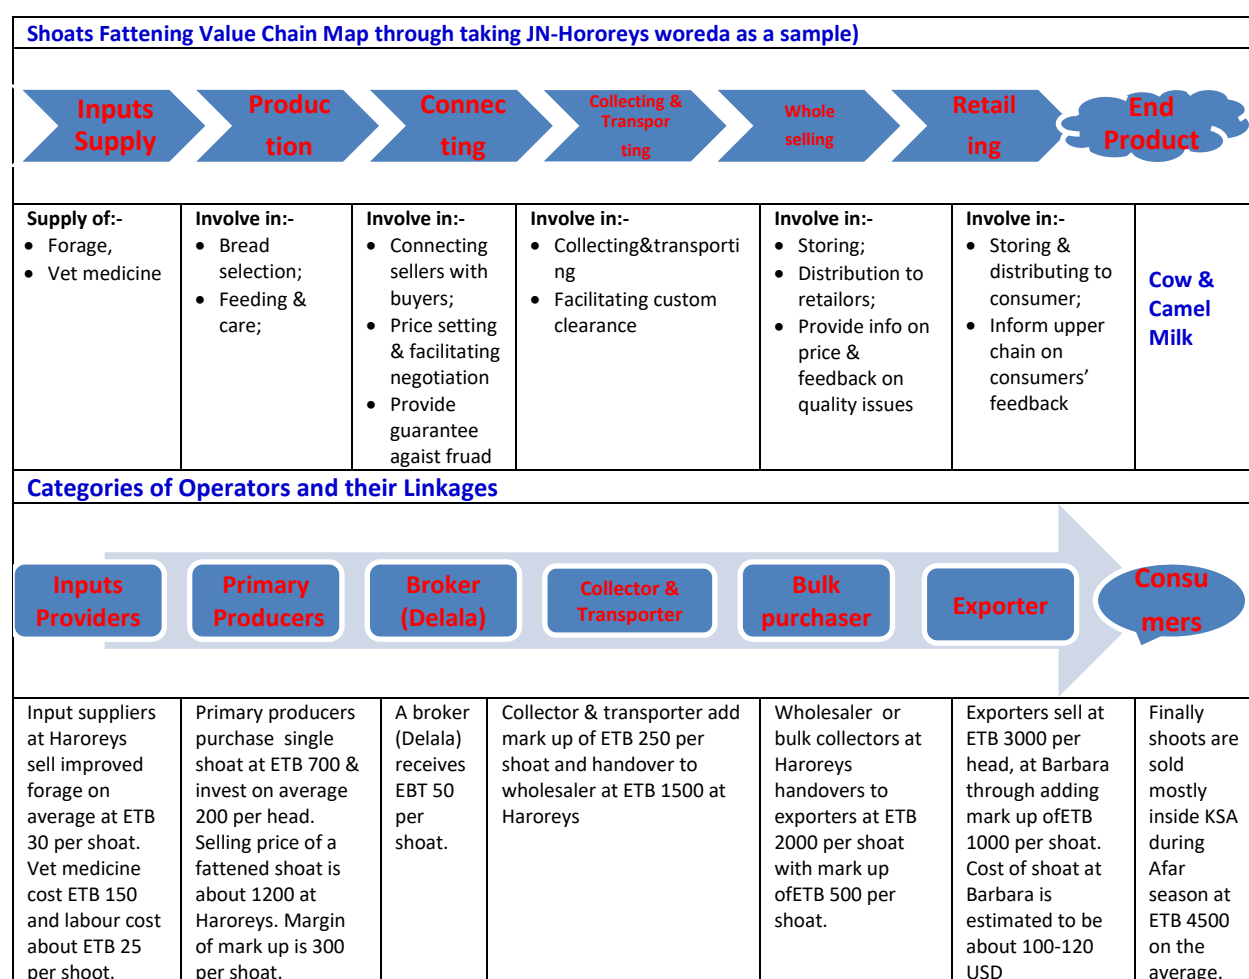 Shoats Fattening Value Chain Map through taking JN-Hororeys woreda as a sample)
Inputs
Supply
Produc
tion
Connec
ting
Collecting &
Transpor
ting
Whole
selling
Retail
ing
End
Product
Supply of:-
• Forage,
• Vet medicine
Involve in:-
• Bread
selection;
• Feeding &
care;
Involve in:-
• Connecting
sellers with
buyers;
• Price setting
& facilitating
negotiation
• Provide
guarantee
agaist fruad
Involve in:-
• Collecting&transporti
ng
• Facilitating custom
clearance
Involve in:-
• Storing;
• Distribution to
retailors;
• Provide info on
price &
feedback on
quality issues
Involve in:-
• Storing &
distributing to
consumer;
• Inform upper
chain on
consumers’
feedback
Cow &
Camel
Milk
Categories of Operators and their Linkages
Inputs
Providers
Primary
Producers
Broker
(Delala)
Collector &
Transporter
Bulk
purchaser
Exporter
Consu
mers
Input suppliers
at Haroreys
sell improved
forage on
average at ETB
30 per shoat.
Vet medicine
cost ETB 150
and labour cost
about ETB 25
per shoot.
Primary producers
purchase single
shoat at ETB 700 &
invest on average
200 per head.
Selling price of a
fattened shoat is
about 1200 at
Haroreys. Margin
of mark up is 300
per shoat.
A broker
(Delala)
receives
EBT 50
per
shoat.
Collector & transporter add
mark up of ETB 250 per
shoat and handover to
wholesaler at ETB 1500 at
Haroreys
Wholesaler or
bulk collectors at
Haroreys
handovers to
exporters at ETB
2000 per shoat
with mark up
ofETB 500 per
shoat.
Exporters sell at
ETB 3000 per
head, at Barbara
through adding
mark up ofETB
1000 per shoat.
Cost of shoat at
Barbara is
estimated to be
about 100-120
USD
Finally
shoots are
sold
mostly
inside KSA
during
Afar
season at
ETB 4500
on the
average.